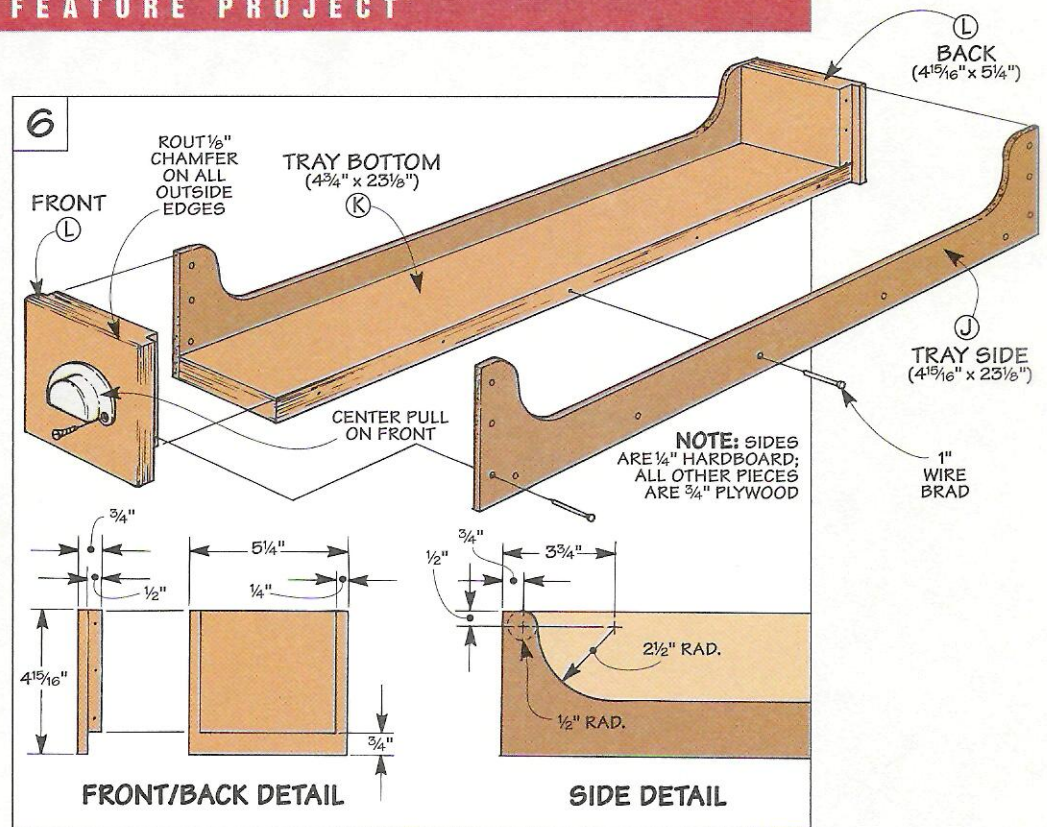 FEATURE PROJECT
6
ROUT 1/8"
CHAMFER
ON ALL
OUTSIDE
EDGES
FRONT
L
TRAY BOTTOM
(4 3/4" x 23 1/8")
K
L
BACK
(4 15/16" x 5 1/4")
J
TRAY SIDE
(4 15/16" x 23 1/8")
CENTER PULL
ON FRONT
NOTE: SIDES
ARE 1/4" HARDBOARD;
ALL OTHER PIECES
ARE 3/4" PLYWOOD
1"
WIRE
BRAD
3/4"
1/2"
4 15/16"
5 1/4"
1/4"
3/4"
FRONT/BACK DETAIL
3/4"
1/2"
3 3/4"
2 1/2" RAD.
1/2" RAD.
SIDE DETAIL